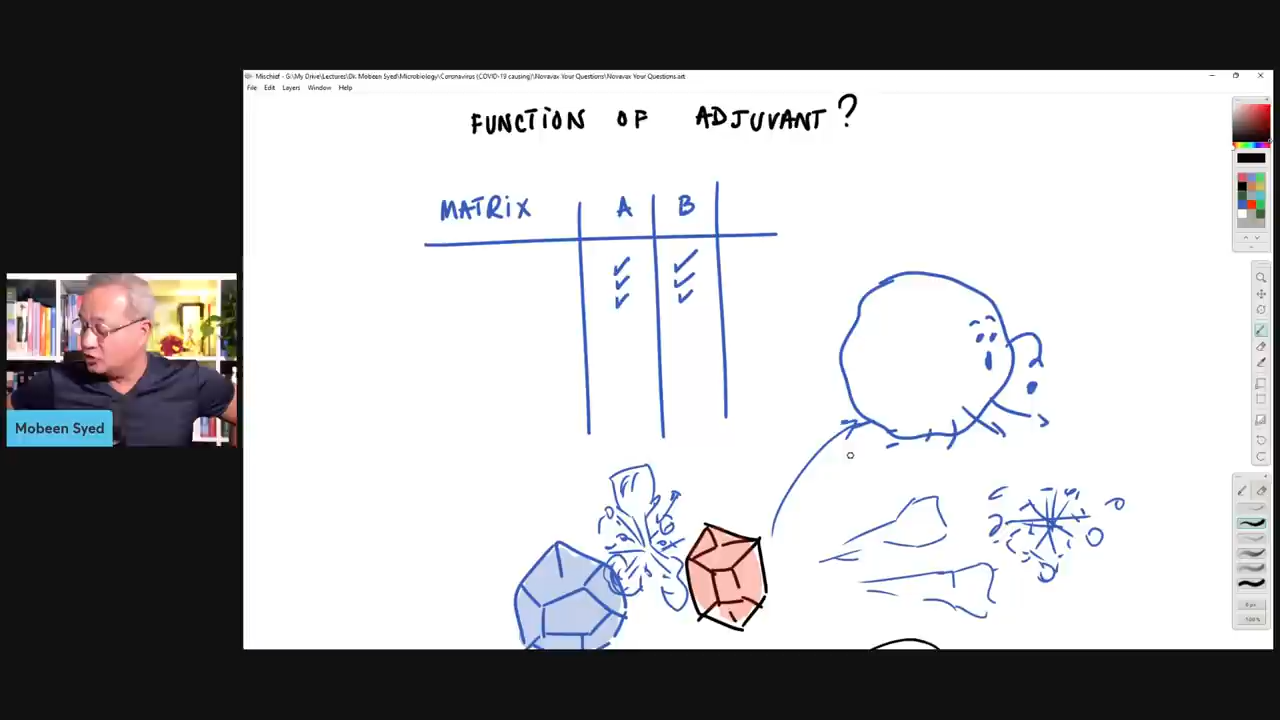 Mischief - G:\My Drive\Lectures\Dr. Mobeen Syed\Microbiology\Coronavirus (COVID-19 causing)\Novavax Your Questions\Novavax Your Questions.art
File Edit Layers Window Help
FUNCTION OF ADJUVANT?
MATRIX A B
Mobeen Syed